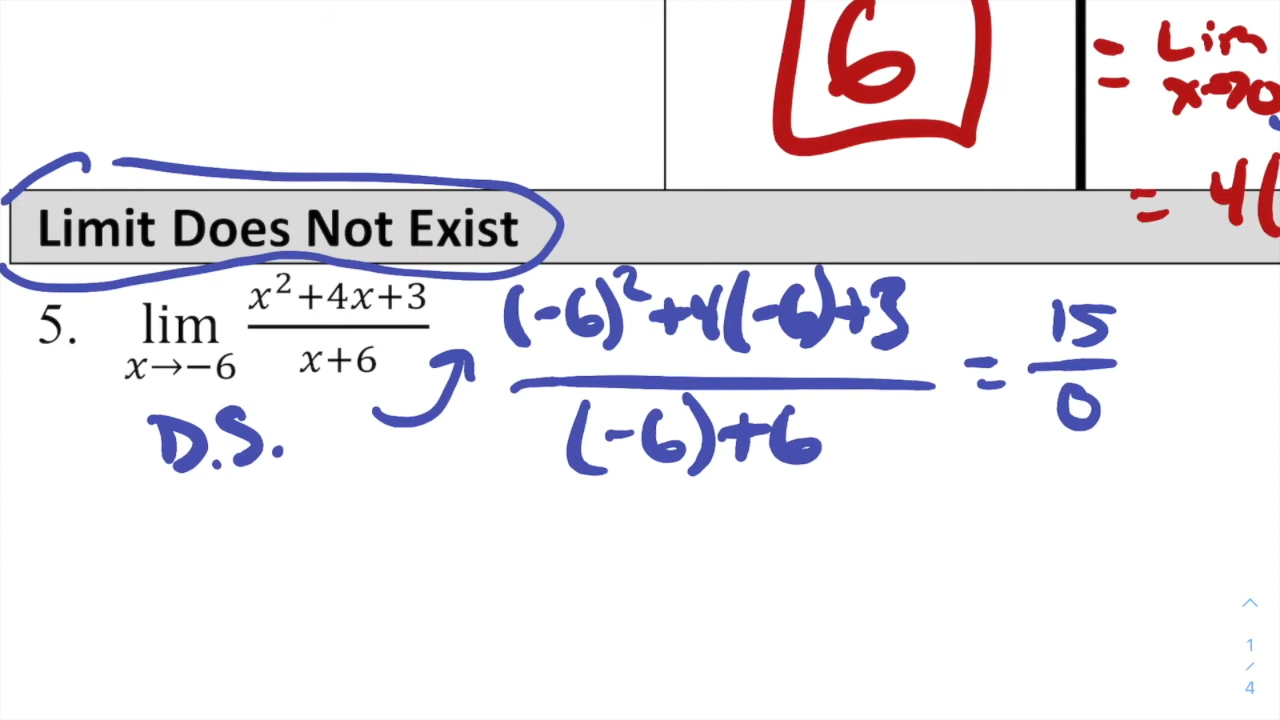 6
= Lim
x→0
= 4(
Limit Does Not Exist
5. lim x→−6 (x²+4x+3)/(x+6)
((-6)²+4(-6)+3)/((-6)+6) = 15/0
D.S.
1
/
4